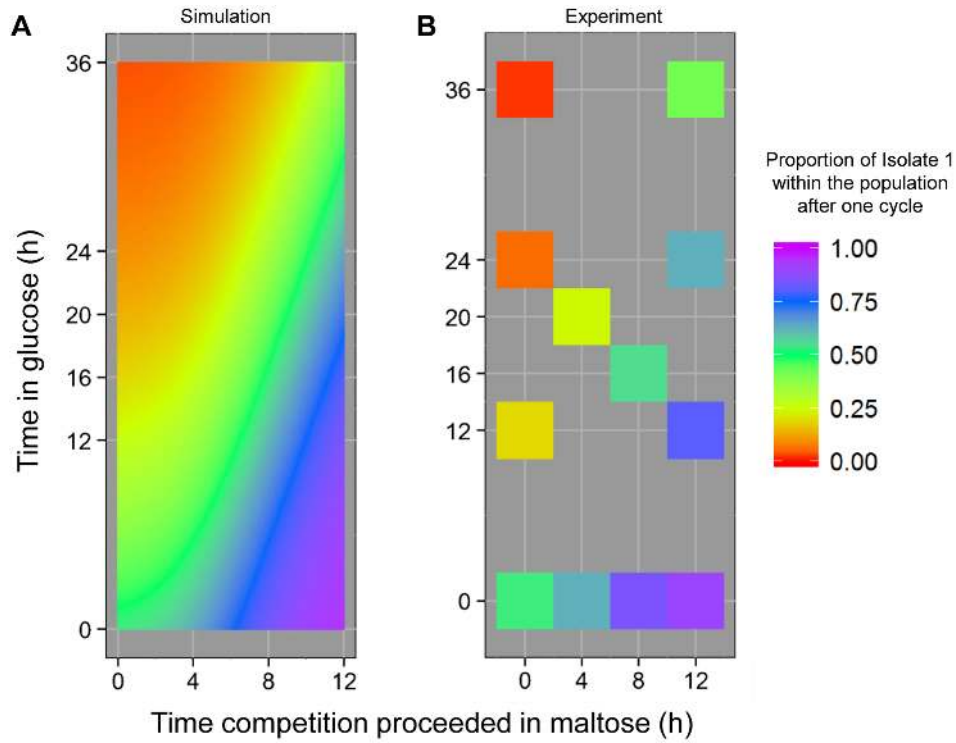 A
Simulation
36
24
20
16
12
0
Time in glucose (h)
0 4 8 12
B
Experiment
36
24
20
16
12
0
0 4 8 12
Time competition proceeded in maltose (h)
Proportion of Isolate 1
within the population
after one cycle
1.00
0.75
0.50
0.25
0.00